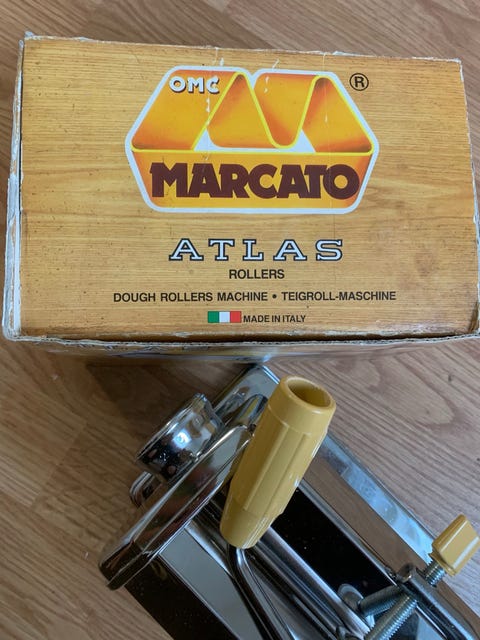 OMC
®
MARCATO
ATLAS
ROLLERS
DOUGH ROLLERS MACHINE • TEIGROLL-MASCHINE
MADE IN ITALY